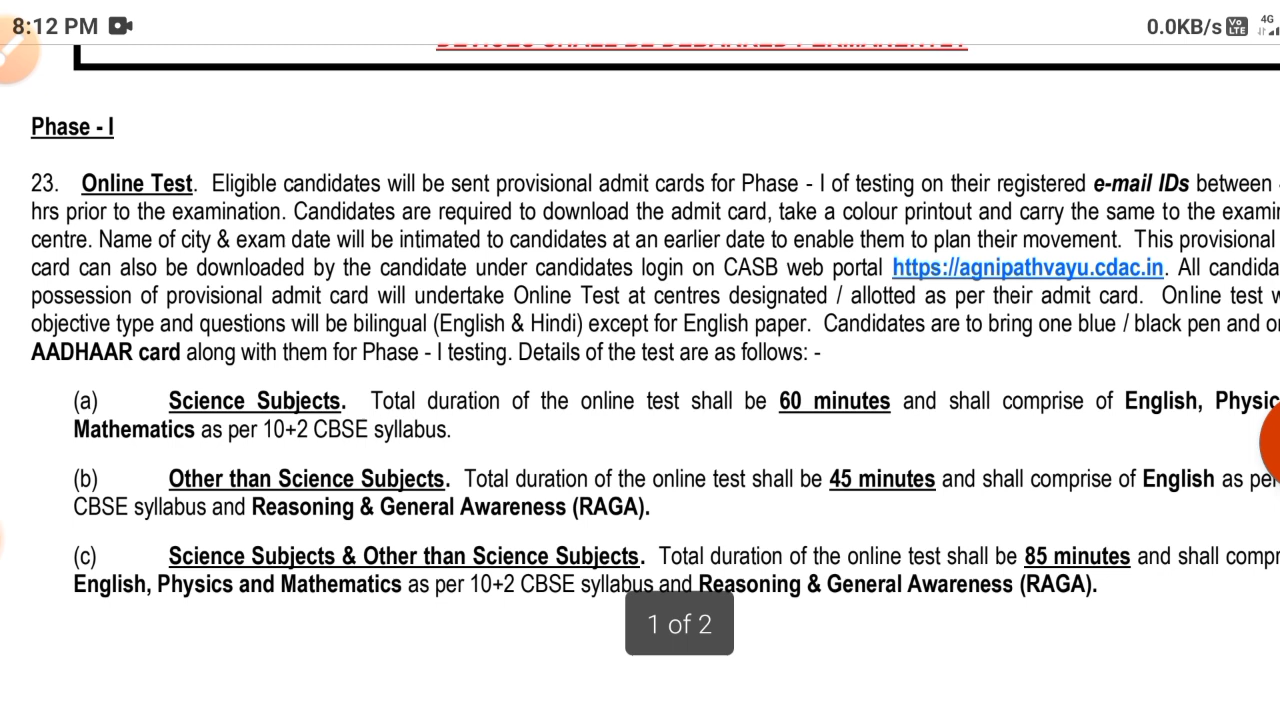 8:12 PM
0.0KB/s Vo LTE 4G
Phase - I
23. Online Test. Eligible candidates will be sent provisional admit cards for Phase - I of testing on their registered e-mail IDs between
hrs prior to the examination. Candidates are required to download the admit card, take a colour printout and carry the same to the
centre. Name of city & exam date will be intimated to candidates at an earlier date to enable them to plan their movement. This provisional
card can also be downloaded by the candidate under candidates login on CASB web portal https://agnipathvayu.cdac.in. All
possession of provisional admit card will undertake Online Test at centres designated / allotted as per their admit card. Online test
objective type and questions will be bilingual (English & Hindi) except for English paper. Candidates are to bring one blue / black pen and
AADHAAR card along with them for Phase - I testing. Details of the test are as follows: -
(a) Science Subjects. Total duration of the online test shall be 60 minutes and shall comprise of English,
Mathematics as per 10+2 CBSE syllabus.
(b) Other than Science Subjects. Total duration of the online test shall be 45 minutes and shall comprise of English as per
CBSE syllabus and Reasoning & General Awareness (RAGA).
(c) Science Subjects & Other than Science Subjects. Total duration of the online test shall be 85 minutes and shall
English, Physics and Mathematics as per 10+2 CBSE syllabus and Reasoning & General Awareness (RAGA).
1 of 2